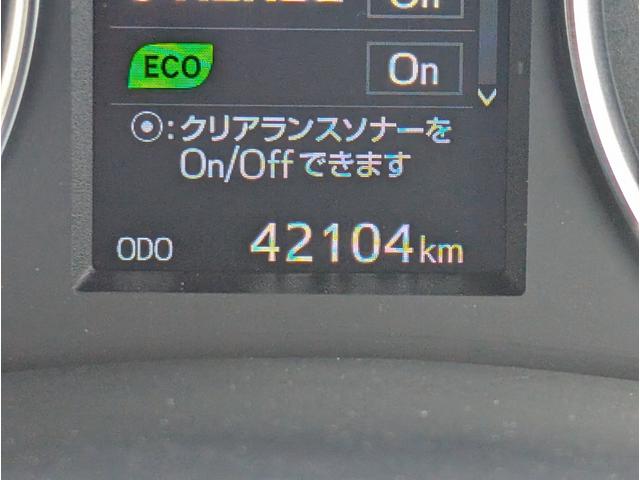 On
ECO On
⦿:クリアランスソナーを
On/Offできます
ODO 42104km